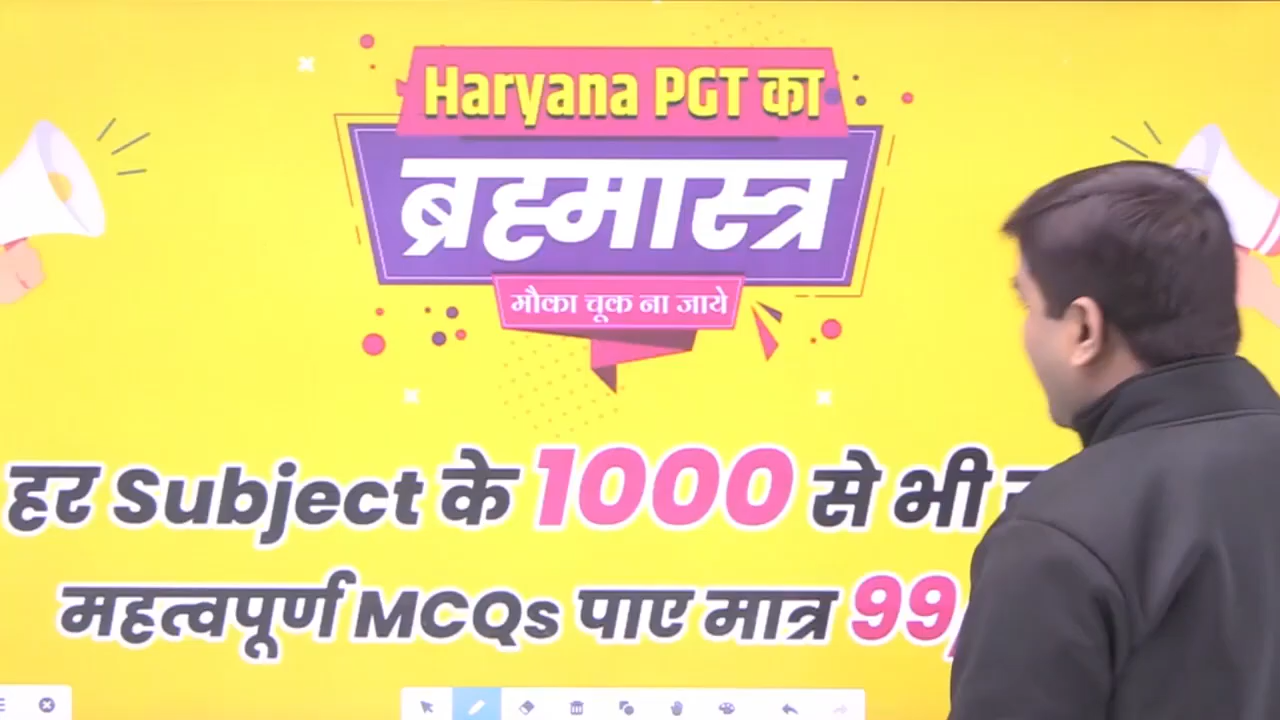 Haryana PGT का
ब्रह्मास्त्र
मौका चूक ना जाये
हर Subject के 1000 से भी
महत्वपूर्ण MCQs पाए मात्र 99